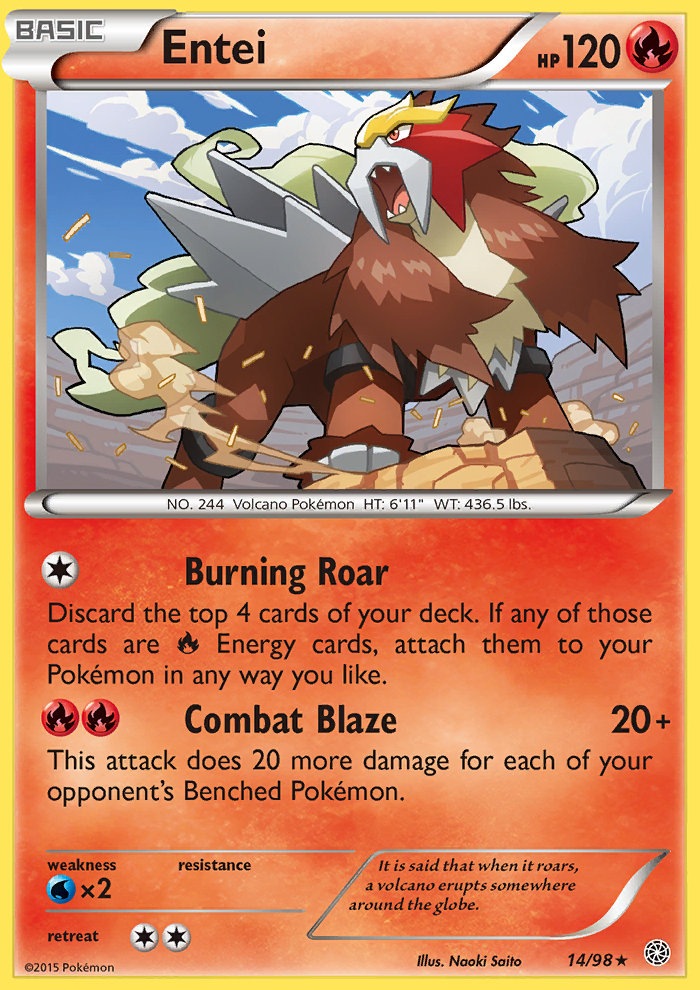 BASIC
Entei
HP120
NO. 244 Volcano Pokémon HT: 6'11" WT: 436.5 lbs.
Burning Roar
Discard the top 4 cards of your deck. If any of those
cards are Energy cards, attach them to your
Pokémon in any way you like.
Combat Blaze 20+
This attack does 20 more damage for each of your
opponent's Benched Pokémon.
weakness resistance
×2
It is said that when it roars,
a volcano erupts somewhere
around the globe.
retreat
©2015 Pokémon
Illus. Naoki Saito 14/98 ★